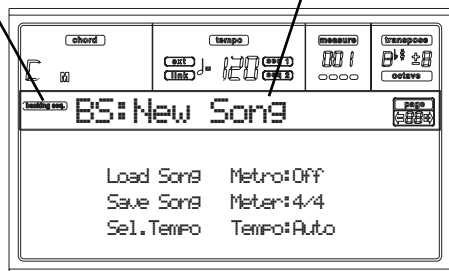 chord tempo measure transpose
ext link ♩= 120 seq 1 seq 2 001 ±8
octave
backing seq. BS:New Song page
Load Song Metro:Off
Save Song Meter:4/4
Sel.Tempo Tempo:Auto